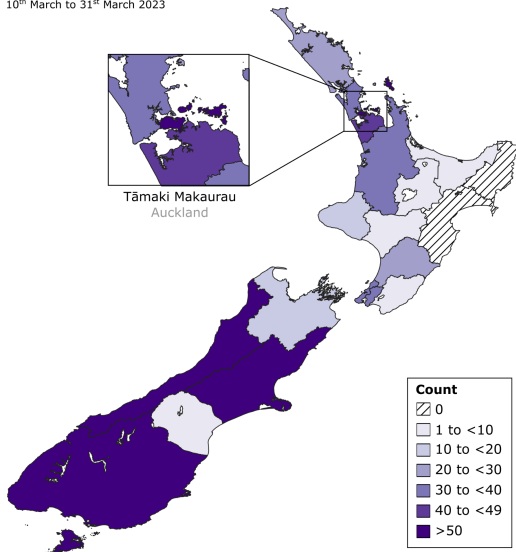 10th March to 31st March 2023
Tāmaki Makaurau
Auckland
Count
0
1 to <10
10 to <20
20 to <30
30 to <40
40 to <49
>50